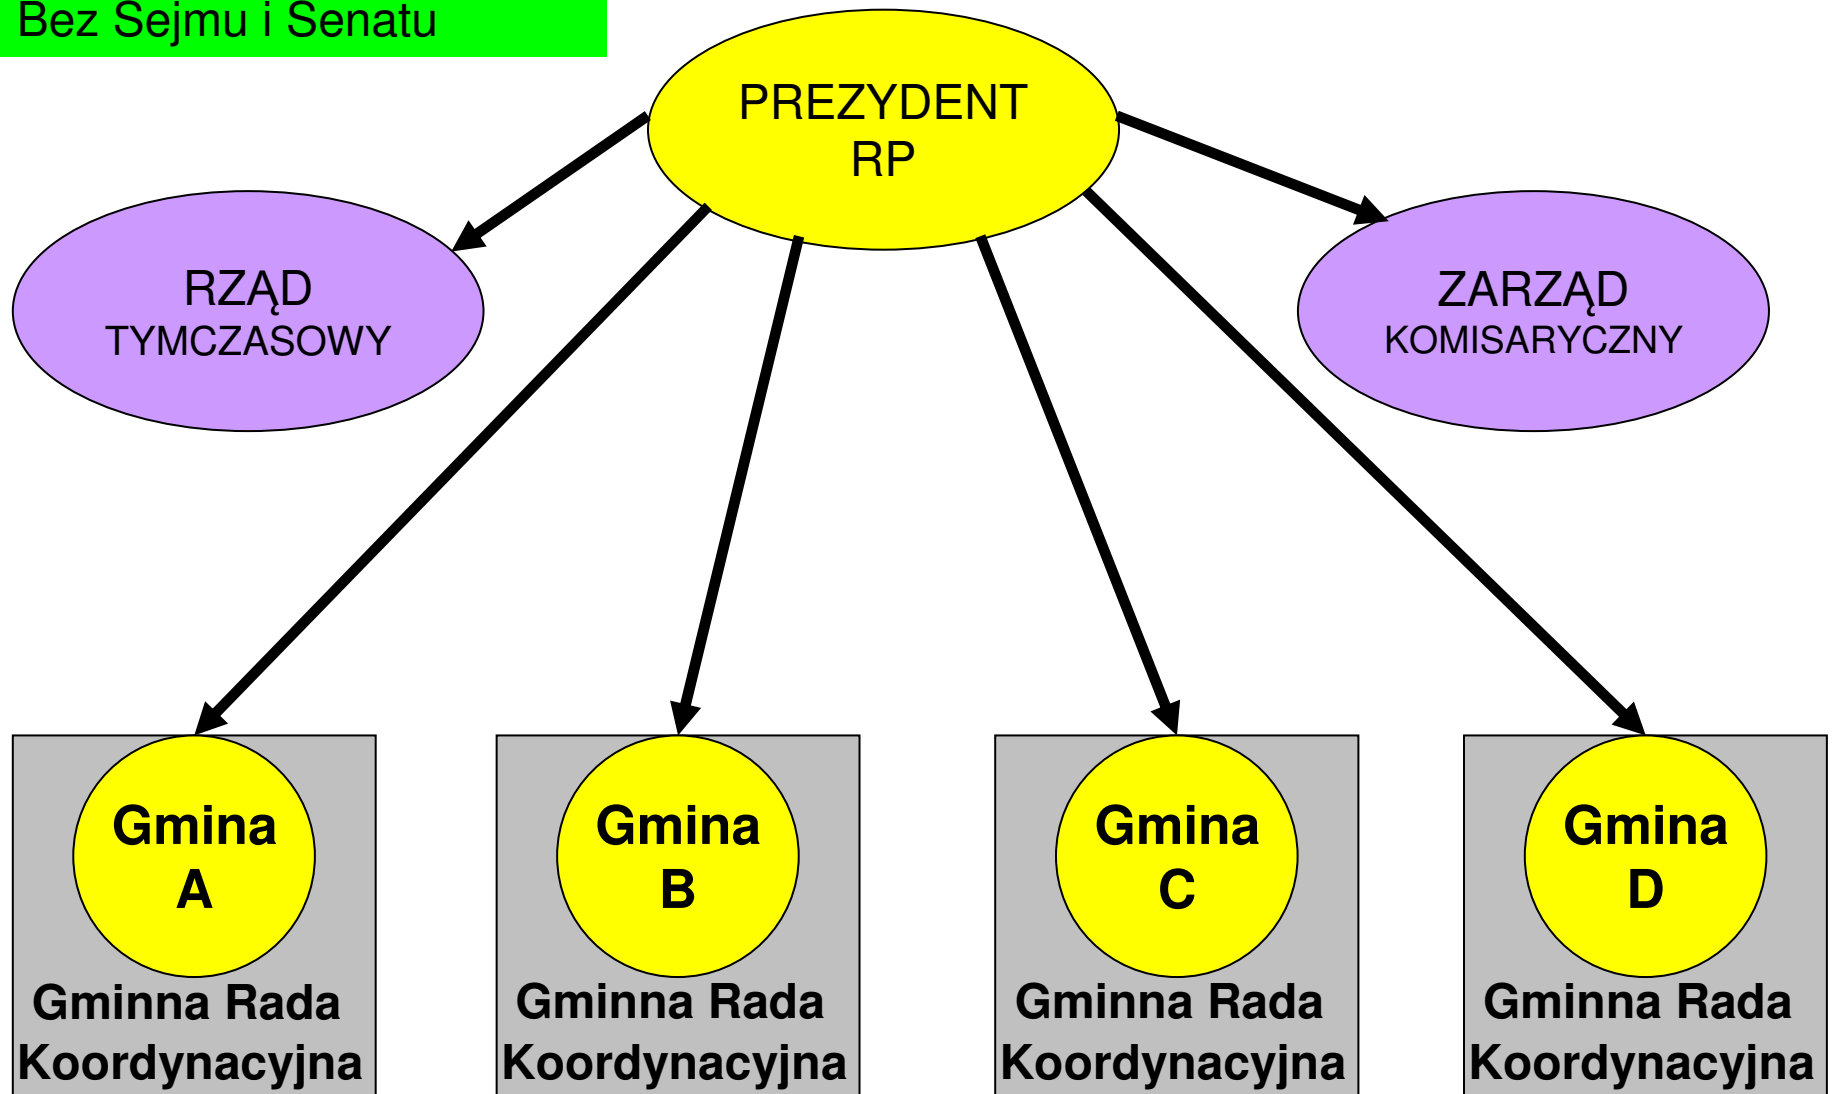 Bez Sejmu i Senatu
PREZYDENT
RP
RZĄD
TYMCZASOWY
ZARZĄD
KOMISARYCZNY
Gmina
A
Gminna Rada
Koordynacyjna
Gmina
B
Gminna Rada
Koordynacyjna
Gmina
C
Gminna Rada
Koordynacyjna
Gmina
D
Gminna Rada
Koordynacyjna